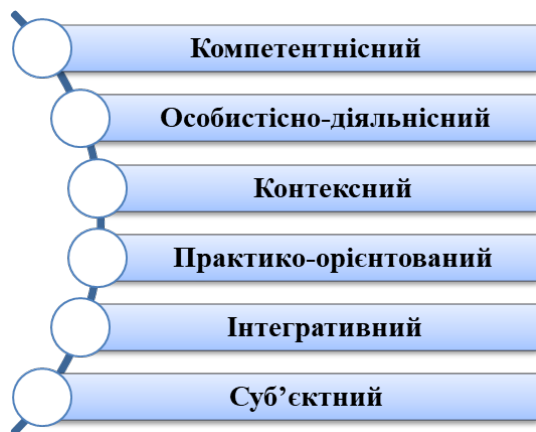 Компетентнісний
Особистісно-діяльнісний
Контексний
Практико-орієнтований
Інтегративний
Суб’єктний